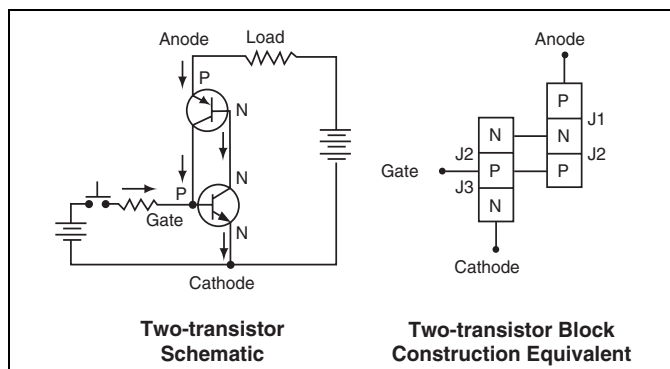 Anode
Load
P
N
N
P
Gate
N
Cathode
Two-transistor
Schematic
Anode
P
J1
N
N
J2
J2
Gate
P
P
J3
N
Cathode
Two-transistor Block
Construction Equivalent